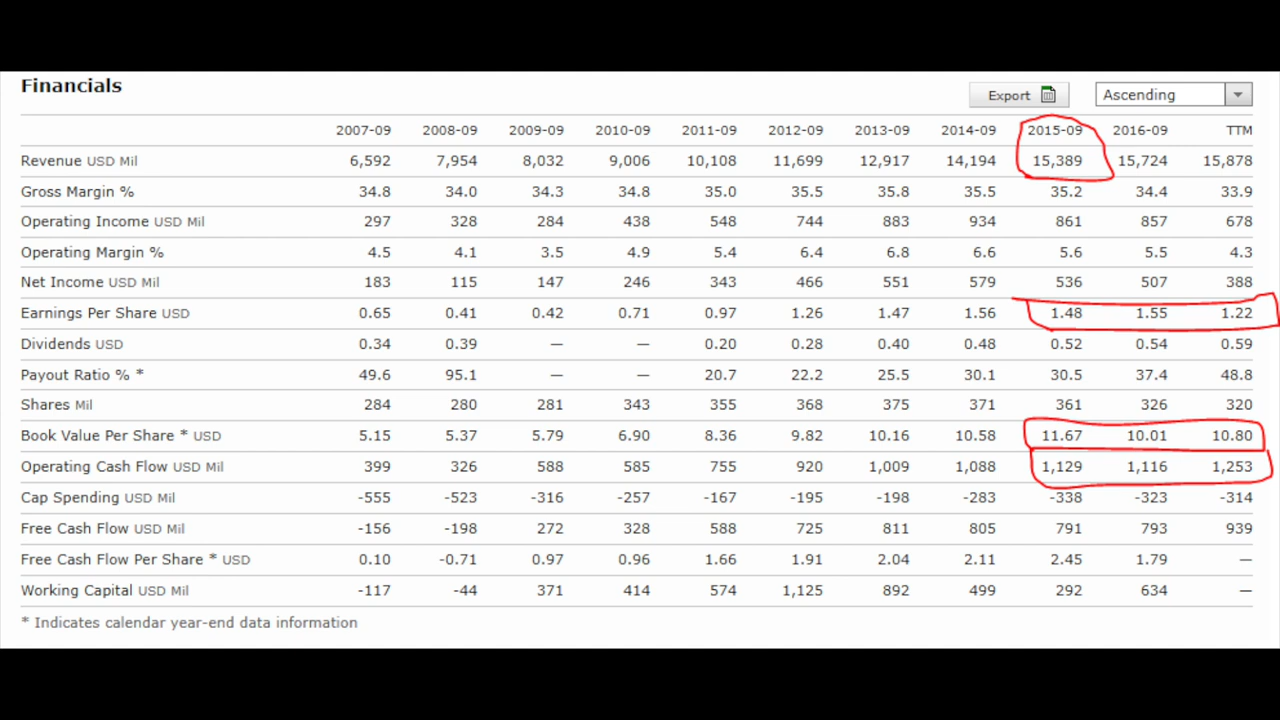 Financials
Export Ascending
2007-09 2008-09 2009-09 2010-09 2011-09 2012-09 2013-09 2014-09 2015-09 2016-09 TTM
Revenue USD Mil 6,592 7,954 8,032 9,006 10,108 11,699 12,917 14,194 15,389 15,724 15,878
Gross Margin % 34.8 34.0 34.3 34.8 35.0 35.5 35.8 35.5 35.2 34.4 33.9
Operating Income USD Mil 297 328 284 438 548 744 883 934 861 857 678
Operating Margin % 4.5 4.1 3.5 4.9 5.4 6.4 6.8 6.6 5.6 5.5 4.3
Net Income USD Mil 183 115 147 246 343 466 551 579 536 507 388
Earnings Per Share USD 0.65 0.41 0.42 0.71 0.97 1.26 1.47 1.56 1.48 1.55 1.22
Dividends USD 0.34 0.39 — — 0.20 0.28 0.40 0.48 0.52 0.54 0.59
Payout Ratio % * 49.6 95.1 — — 20.7 22.2 25.5 30.1 30.5 37.4 48.8
Shares Mil 284 280 281 343 355 368 375 371 361 326 320
Book Value Per Share * USD 5.15 5.37 5.79 6.90 8.36 9.82 10.16 10.58 11.67 10.01 10.80
Operating Cash Flow USD Mil 399 326 588 585 755 920 1,009 1,088 1,129 1,116 1,253
Cap Spending USD Mil -555 -523 -316 -257 -167 -195 -198 -283 -338 -323 -314
Free Cash Flow USD Mil -156 -198 272 328 588 725 811 805 791 793 939
Free Cash Flow Per Share * USD 0.10 -0.71 0.97 0.96 1.66 1.91 2.04 2.11 2.45 1.79 —
Working Capital USD Mil -117 -44 371 414 574 1,125 892 499 292 634 —
* Indicates calendar year-end data information